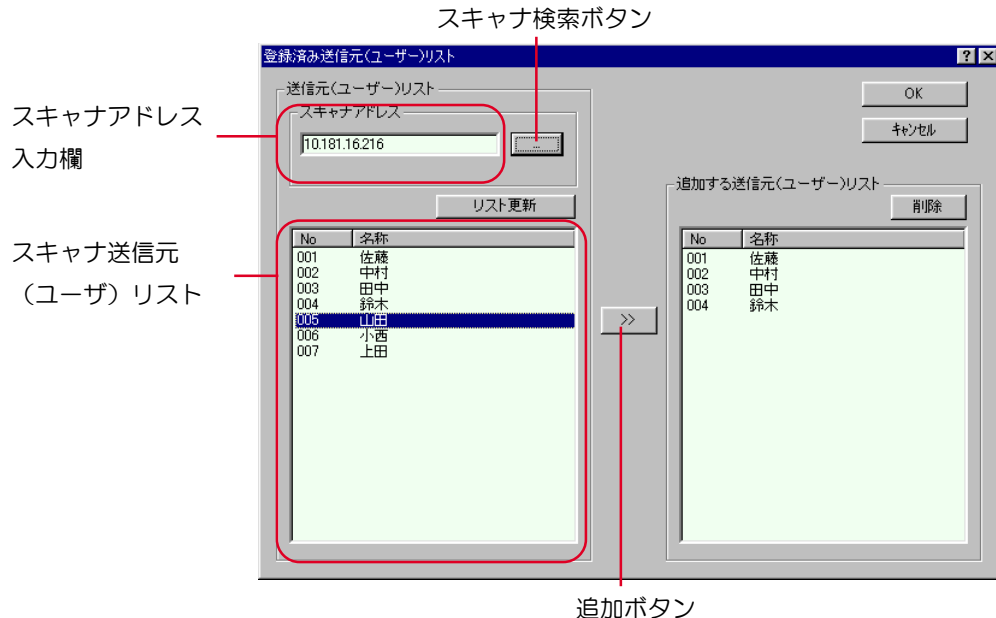 スキャナ検索ボタン
登録済み送信元(ユーザー)リスト
送信元(ユーザー)リスト
スキャナアドレス
10.181.16.216
...
リスト更新
No 名称
001 佐藤
002 中村
003 田中
004 鈴木
005 山田
006 小西
007 上田
>>
OK
キャンセル
追加する送信元(ユーザー)リスト
削除
No 名称
001 佐藤
002 中村
003 田中
004 鈴木
スキャナアドレス
入力欄
スキャナ送信元
（ユーザ）リスト
追加ボタン